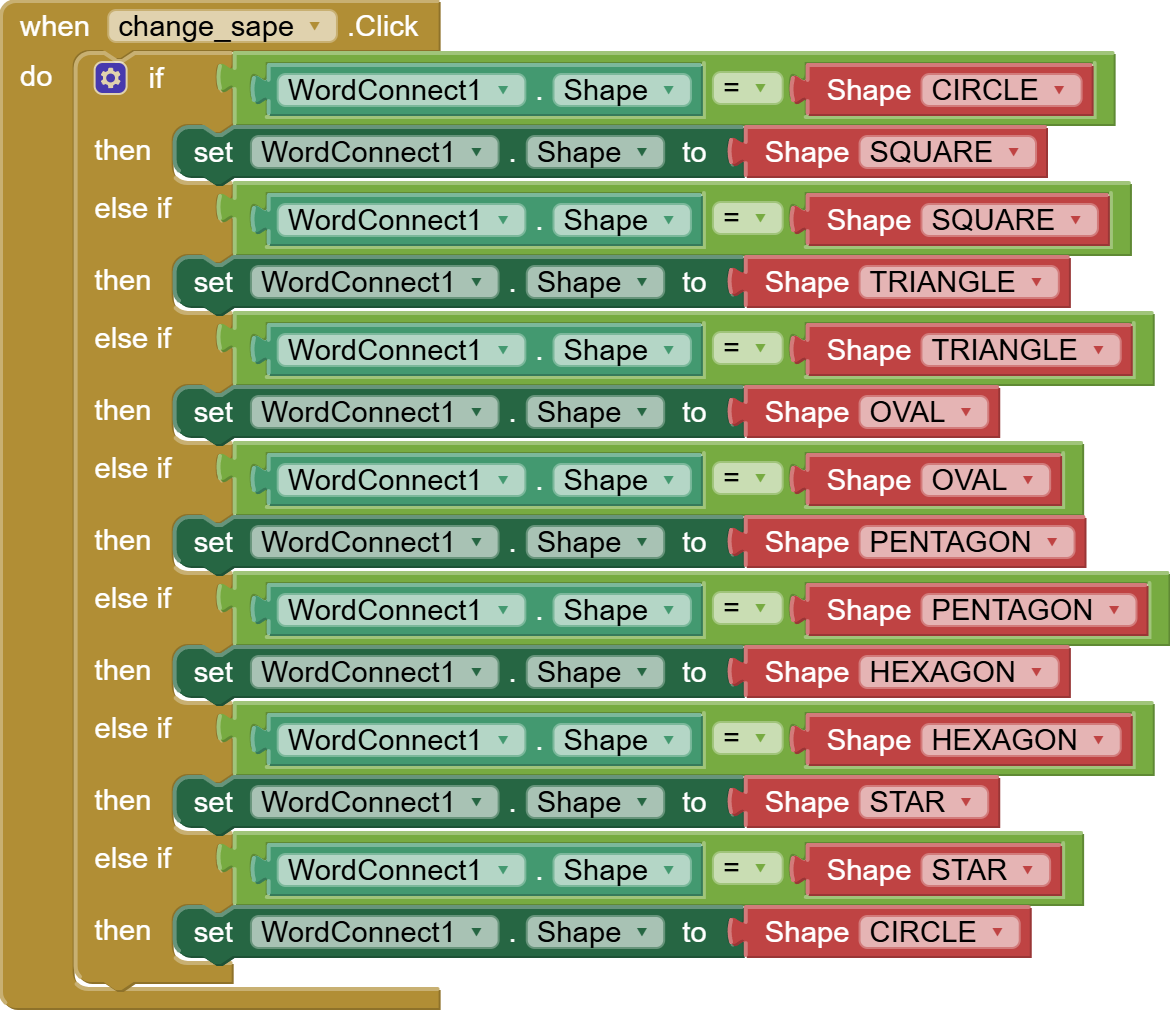 when change_sape .Click
do if WordConnect1 . Shape = Shape CIRCLE
then set WordConnect1 . Shape to Shape SQUARE
else if WordConnect1 . Shape = Shape SQUARE
then set WordConnect1 . Shape to Shape TRIANGLE
else if WordConnect1 . Shape = Shape TRIANGLE
then set WordConnect1 . Shape to Shape OVAL
else if WordConnect1 . Shape = Shape OVAL
then set WordConnect1 . Shape to Shape PENTAGON
else if WordConnect1 . Shape = Shape PENTAGON
then set WordConnect1 . Shape to Shape HEXAGON
else if WordConnect1 . Shape = Shape HEXAGON
then set WordConnect1 . Shape to Shape STAR
else if WordConnect1 . Shape = Shape STAR
then set WordConnect1 . Shape to Shape CIRCLE